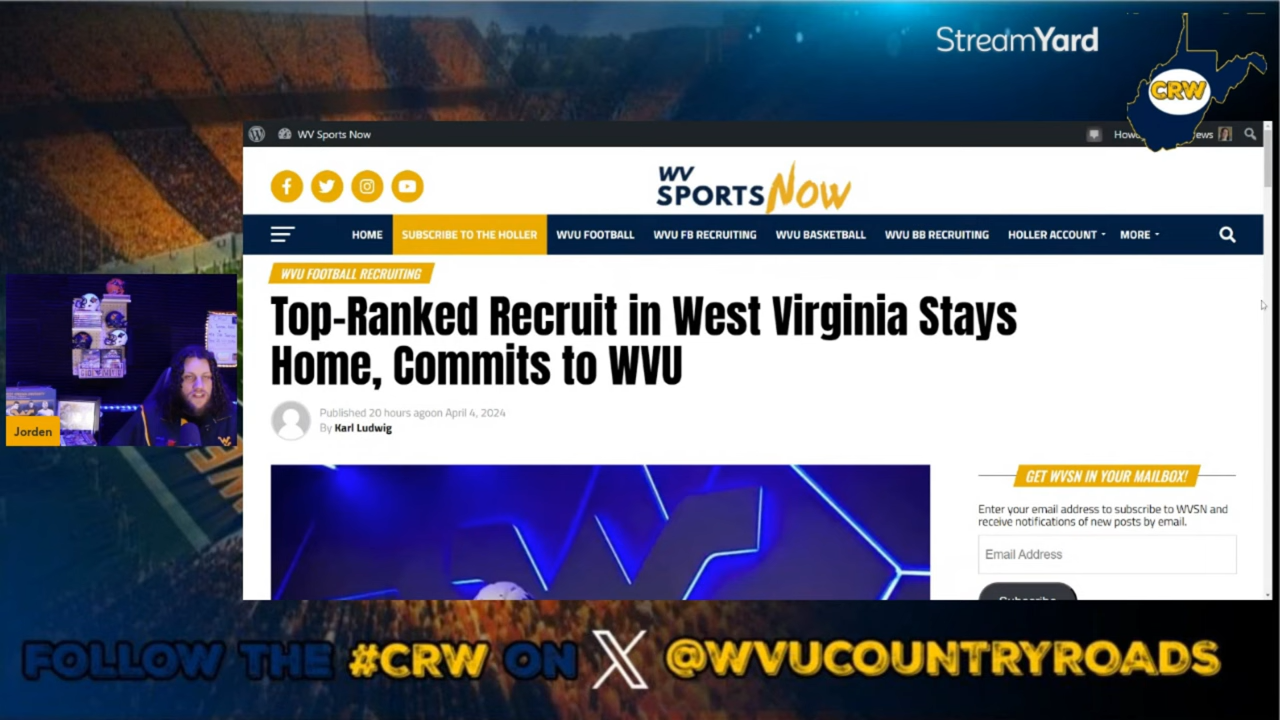 StreamYard
CRW
WV Sports Now
How
ews
WV
SPORTS NOW
HOME
SUBSCRIBE TO THE HOLLER
WVU FOOTBALL
WVU FB RECRUITING
WVU BASKETBALL
WVU BB RECRUITING
HOLLER ACCOUNT
MORE
WVU FOOTBALL RECRUITING
Top-Ranked Recruit in West Virginia Stays
Home, Commits to WVU
Published 20 hours agoon April 4, 2024
By Karl Ludwig
Jorden
GET WVSN IN YOUR MAILBOX!
Enter your email address to subscribe to WVSN and
receive notifications of new posts by email.
Email Address
Subscribe
FOLLOW THE #CRW ON X @WVUCOUNTRYROADS